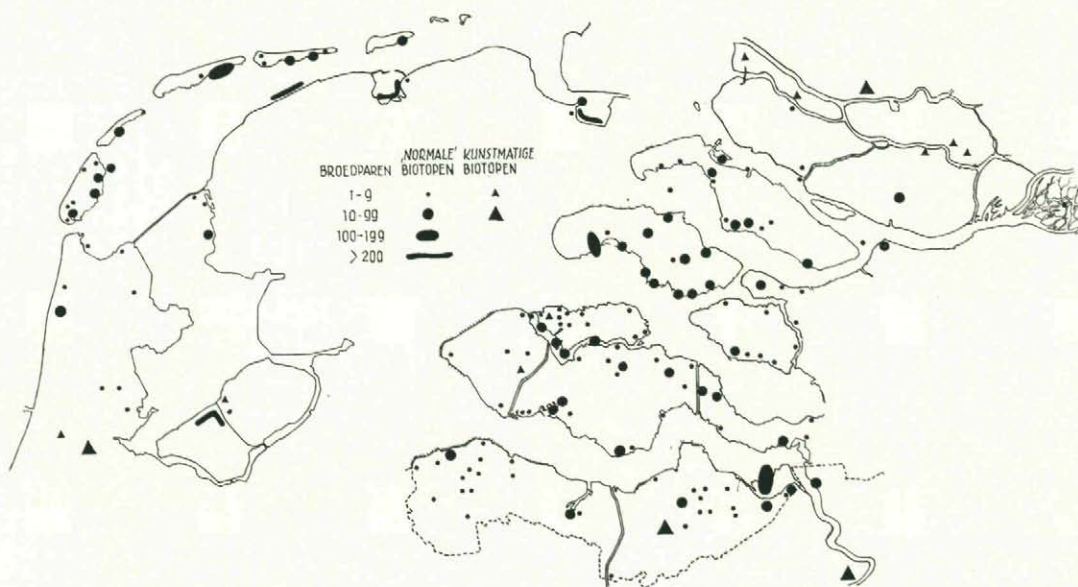 ‚NORMALE' KUNSTMATIGE
BROEDPAREN BIOTOPEN BIOTOPEN
1-9
10-99
100-199
> 200